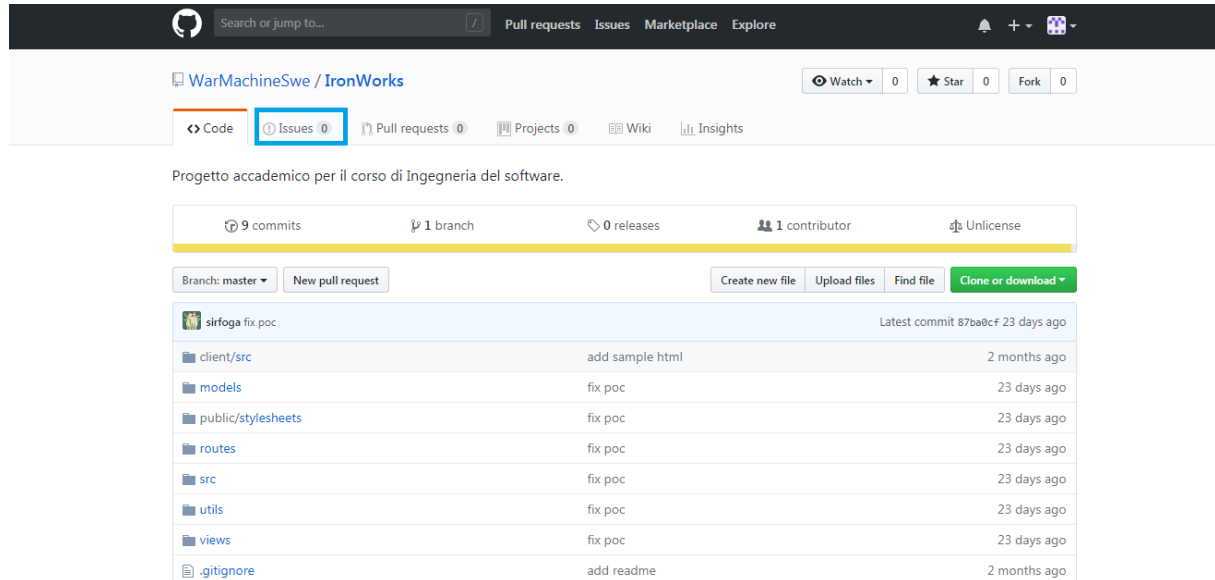 Search or jump to... / Pull requests Issues Marketplace Explore
WarMachineSwe / IronWorks Watch 0 Star 0 Fork 0
Code Issues 0 Pull requests 0 Projects 0 Wiki Insights
Progetto accademico per il corso di Ingegneria del software.
9 commits 1 branch 0 releases 1 contributor Unlicense
Branch: master New pull request Create new file Upload files Find file Clone or download
sirfoga fix poc Latest commit 87ba0cf 23 days ago
client/src add sample html 2 months ago
models fix poc 23 days ago
public/stylesheets fix poc 23 days ago
routes fix poc 23 days ago
src fix poc 23 days ago
utils fix poc 23 days ago
views fix poc 23 days ago
.gitignore add readme 2 months ago